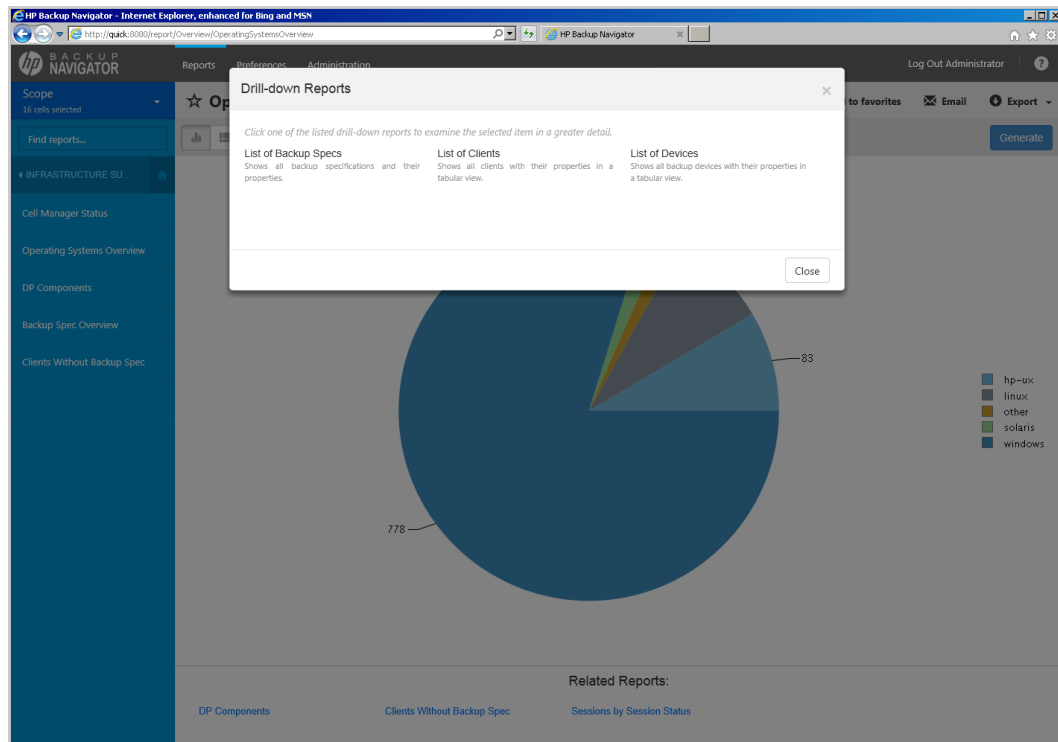 HP Backup Navigator - Internet Explorer, enhanced for Bing and MSN
http://quick:8080/report/Overview/OperatingSystemsOverview
HP Backup Navigator
hp BACKUP NAVIGATOR
Reports Preferences Administration
Log Out Administrator ?
Scope
16 cells selected
Op
to favorites Email Export
Find reports...
Generate
INFRASTRUCTURE SU...
Cell Manager Status
Operating Systems Overview
DP Components
Backup Spec Overview
Clients Without Backup Spec
Drill-down Reports
Click one of the listed drill-down reports to examine the selected item in a greater detail.
List of Backup Specs
Shows all backup specifications and their
properties.
List of Clients
Shows all clients with their properties in a
tabular view.
List of Devices
Shows all backup devices with their properties in
a tabular view.
Close
83
778
hp-ux
linux
other
solaris
windows
Related Reports:
DP Components Clients Without Backup Spec Sessions by Session Status